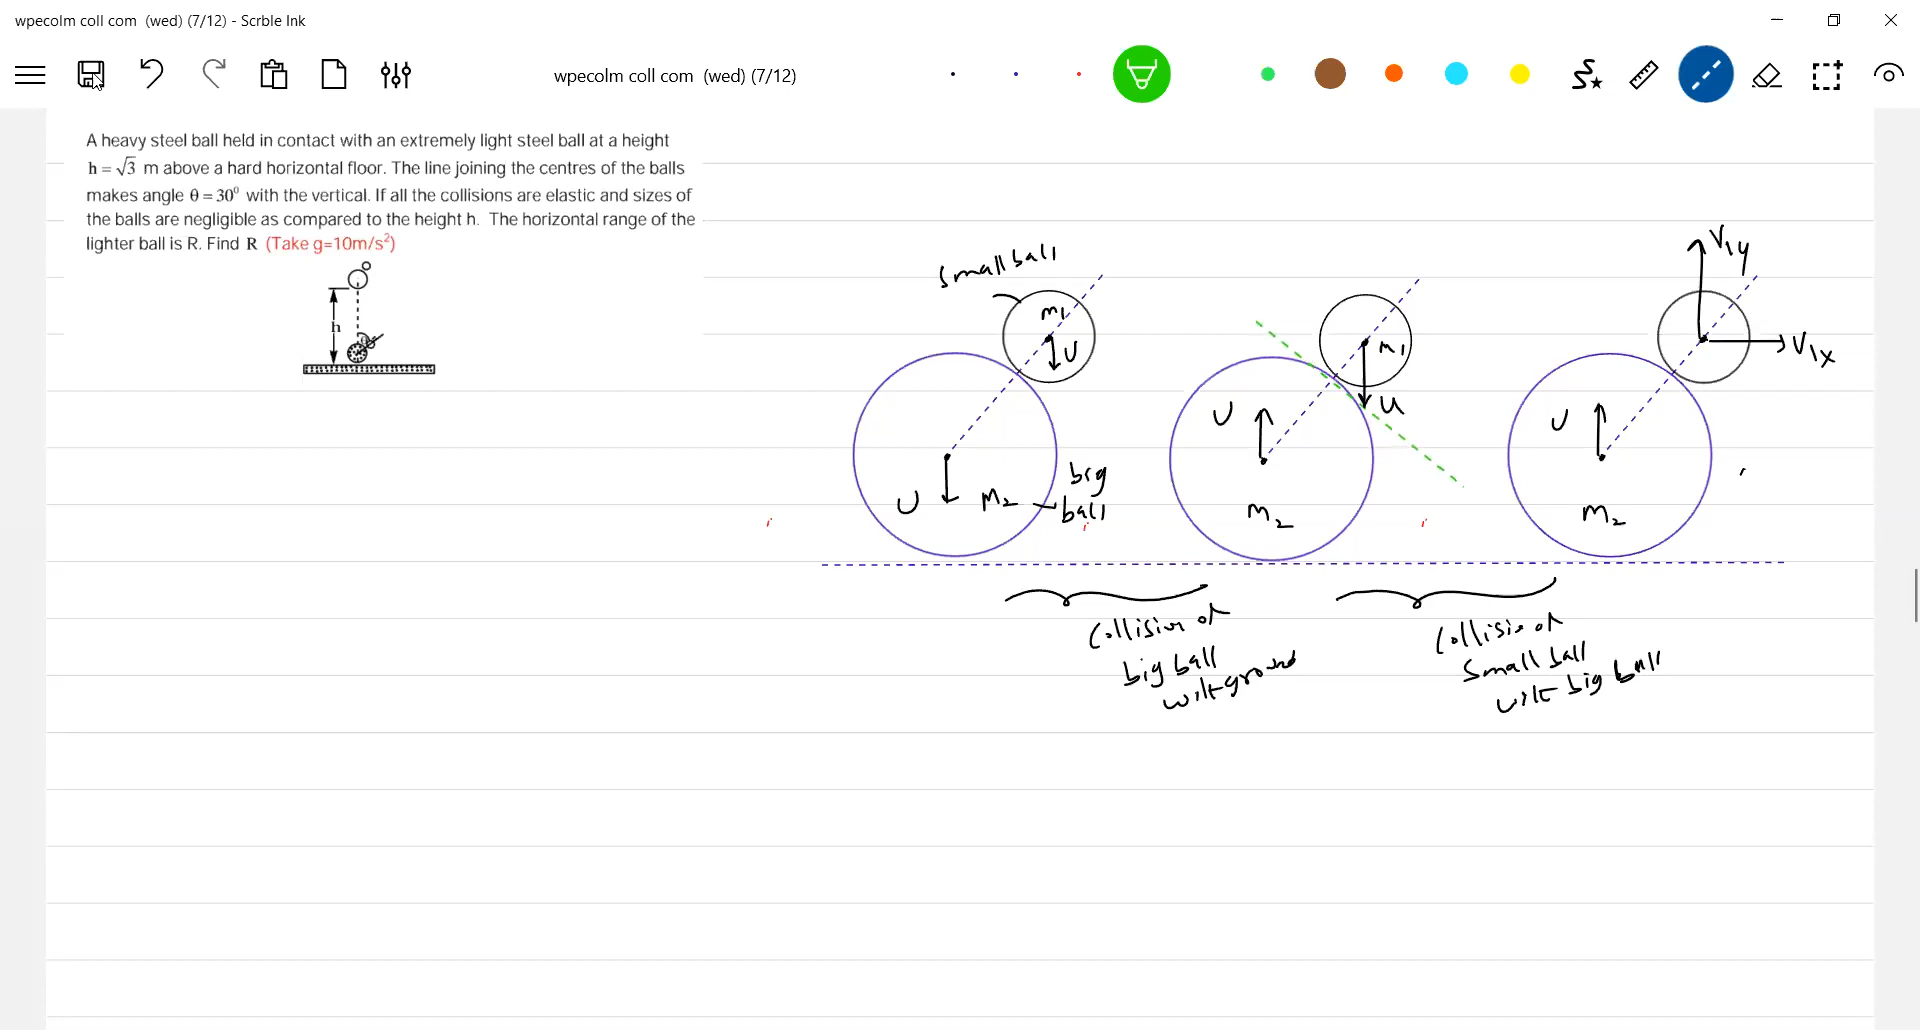 wpecolm coll com (wed) (7/12) - Scrble Ink
wpecolm coll com (wed) (7/12)
A heavy steel ball held in contact with an extremely light steel ball at a height
h = √3 m above a hard horizontal floor. The line joining the centres of the balls
makes angle θ = 30⁰ with the vertical. If all the collisions are elastic and sizes of
the balls are negligible as compared to the height h. The horizontal range of the
lighter ball is R. Find R (Take g=10m/s²)
h
θ
small ball
m₁
U
U
m₂
big
ball
m₁
U
u
m₂
V₁y
V₁x
U
m₂
Collision of
big ball
with ground
Collision of
small ball
with big ball